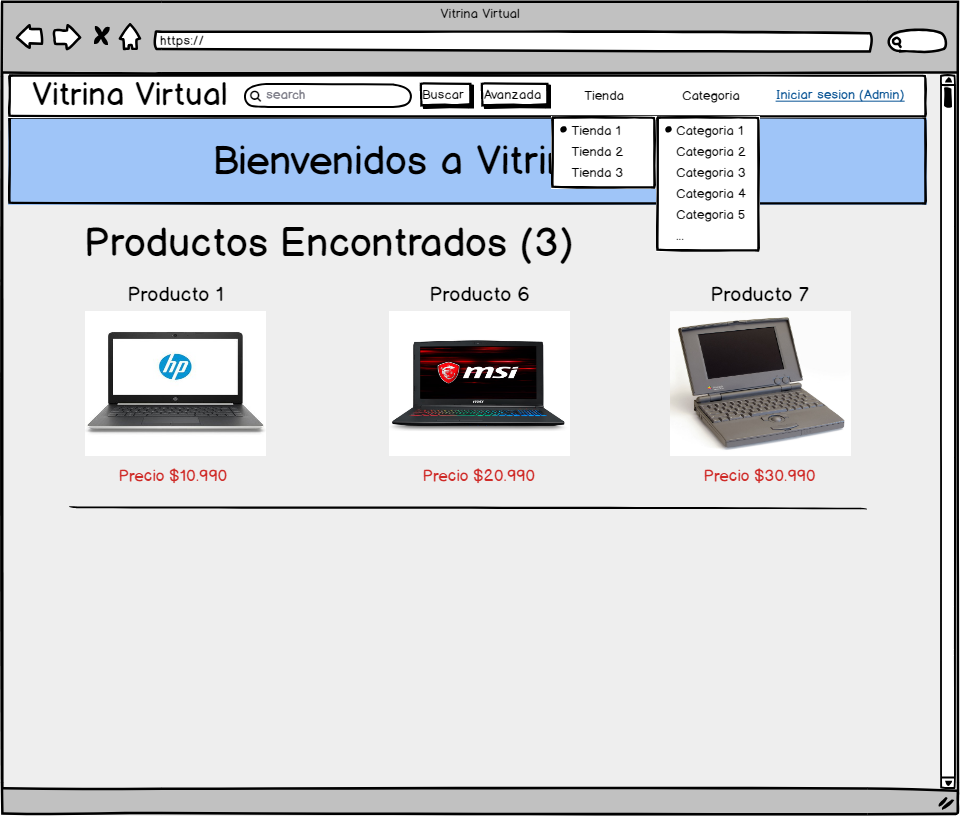 Vitrina Virtual
https://
Vitrina Virtual
search
Buscar
Avanzada
Tienda
Categoria
Iniciar sesion (Admin)
Tienda 1
Tienda 2
Tienda 3
Categoria 1
Categoria 2
Categoria 3
Categoria 4
Categoria 5
...
Bienvenidos a Vitri
Productos Encontrados (3)
Producto 1
Producto 6
Producto 7
hp
msi
msi
Precio $10.990
Precio $20.990
Precio $30.990